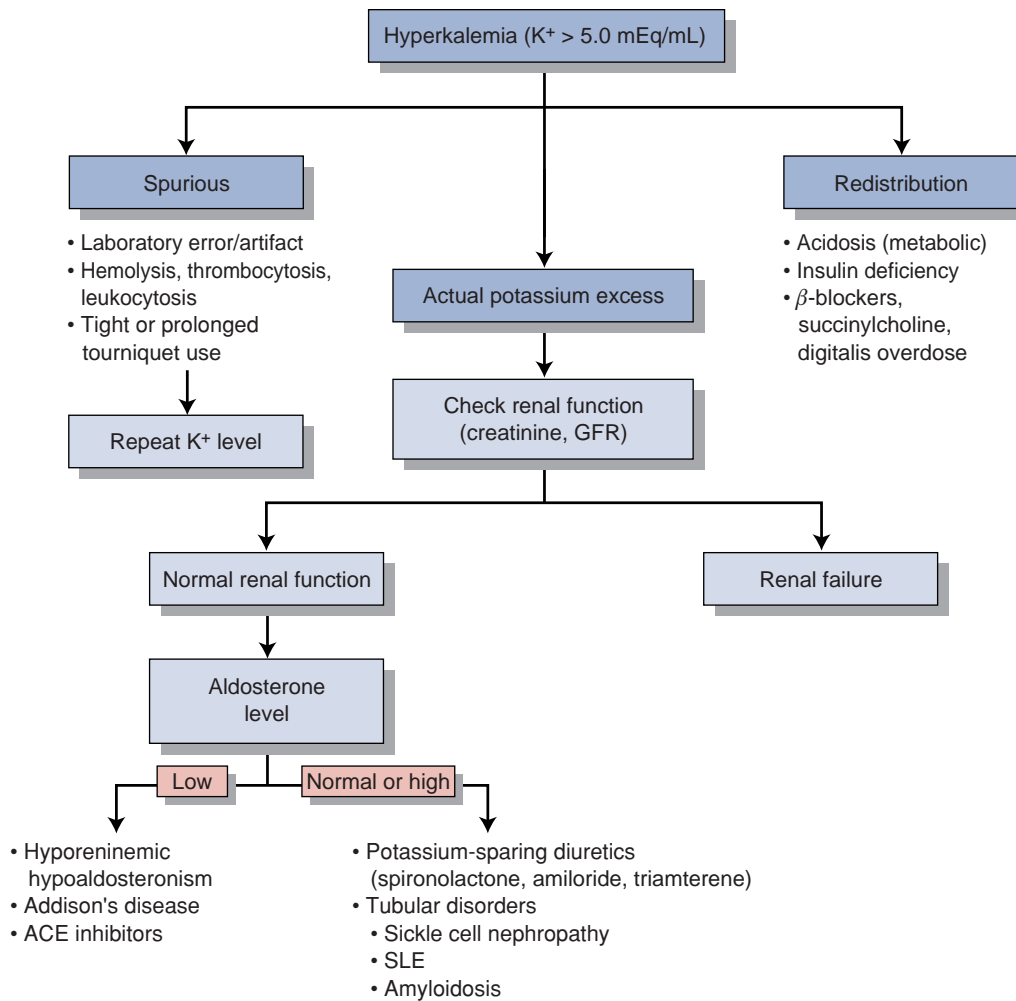 Hyperkalemia (K+ > 5.0 mEq/mL)
Spurious
• Laboratory error/artifact
• Hemolysis, thrombocytosis,
leukocytosis
• Tight or prolonged
tourniquet use
Repeat K+ level
Actual potassium excess
Check renal function
(creatinine, GFR)
Redistribution
• Acidosis (metabolic)
• Insulin deficiency
• β-blockers,
succinylcholine,
digitalis overdose
Normal renal function
Renal failure
Aldosterone
level
Low
Normal or high
• Hyporeninemic
hypoaldosteronism
• Addison's disease
• ACE inhibitors
• Potassium-sparing diuretics
(spironolactone, amiloride, triamterene)
• Tubular disorders
• Sickle cell nephropathy
• SLE
• Amyloidosis